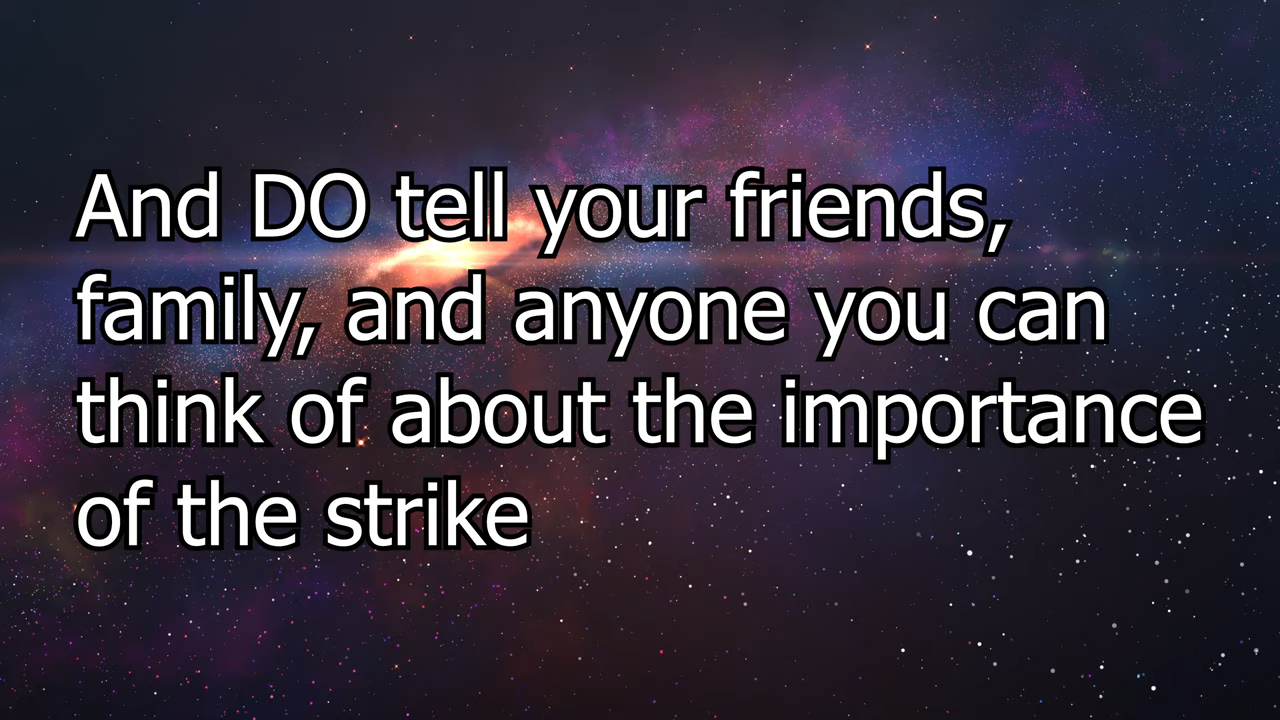 And DO tell your friends,
family, and anyone you can
think of about the importance
of the strike